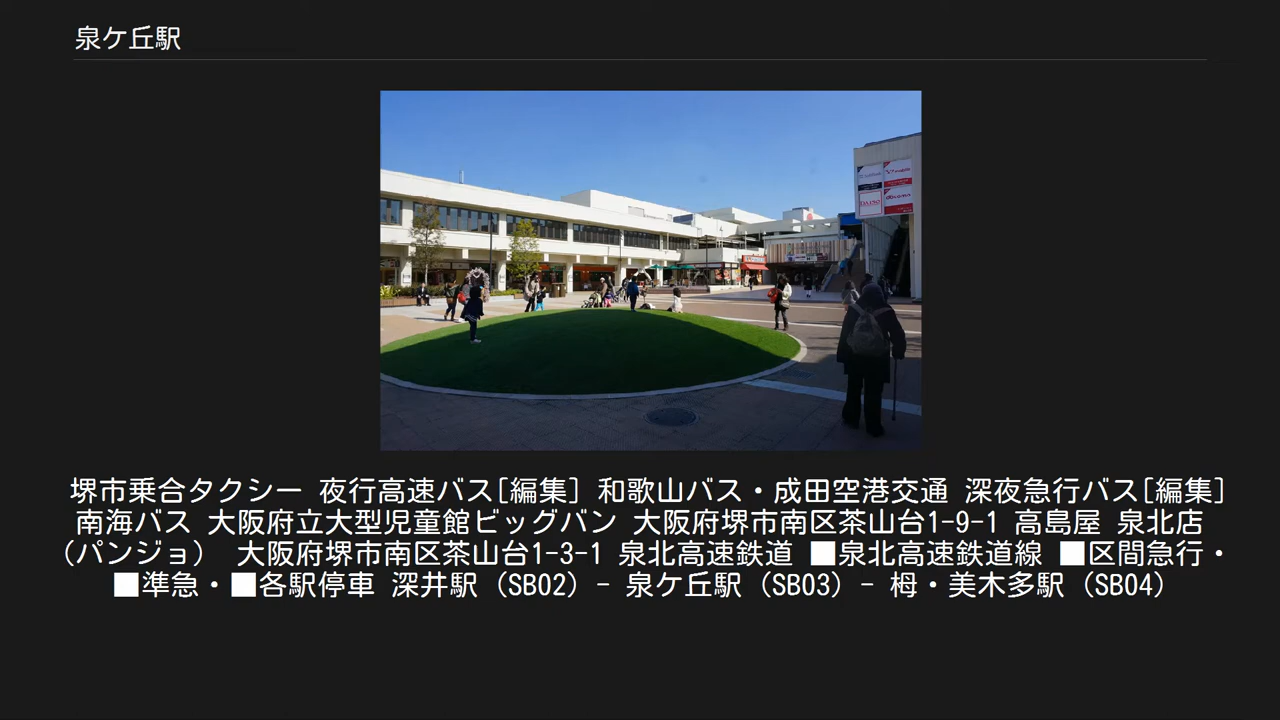 泉ケ丘駅
DAISO
堺市乗合タクシー 夜行高速バス[編集] 和歌山バス・成田空港交通 深夜急行バス[編集]
南海バス 大阪府立大型児童館ビッグバン 大阪府堺市南区茶山台1-9-1 高島屋 泉北店
（パンジョ） 大阪府堺市南区茶山台1-3-1 泉北高速鉄道 ■泉北高速鉄道線 ■区間急行・
■準急・■各駅停車 深井駅（SB02）- 泉ケ丘駅（SB03）- 栂・美木多駅（SB04）